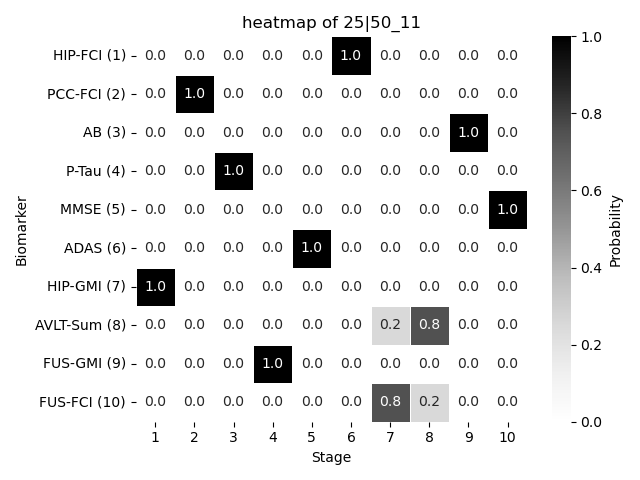 heatmap of 25|50_11
Biomarker
HIP-FCI (1) 0.0 0.0 0.0 0.0 0.0 1.0 0.0 0.0 0.0 0.0
PCC-FCI (2) 0.0 1.0 0.0 0.0 0.0 0.0 0.0 0.0 0.0 0.0
AB (3) 0.0 0.0 0.0 0.0 0.0 0.0 0.0 0.0 1.0 0.0
P-Tau (4) 0.0 0.0 1.0 0.0 0.0 0.0 0.0 0.0 0.0 0.0
MMSE (5) 0.0 0.0 0.0 0.0 0.0 0.0 0.0 0.0 0.0 1.0
ADAS (6) 0.0 0.0 0.0 0.0 1.0 0.0 0.0 0.0 0.0 0.0
HIP-GMI (7) 1.0 0.0 0.0 0.0 0.0 0.0 0.0 0.0 0.0 0.0
AVLT-Sum (8) 0.0 0.0 0.0 0.0 0.0 0.0 0.2 0.8 0.0 0.0
FUS-GMI (9) 0.0 0.0 0.0 1.0 0.0 0.0 0.0 0.0 0.0 0.0
FUS-FCI (10) 0.0 0.0 0.0 0.0 0.0 0.0 0.8 0.2 0.0 0.0
1 2 3 4 5 6 7 8 9 10
Stage
1.0
0.8
0.6
0.4
0.2
0.0
Probability